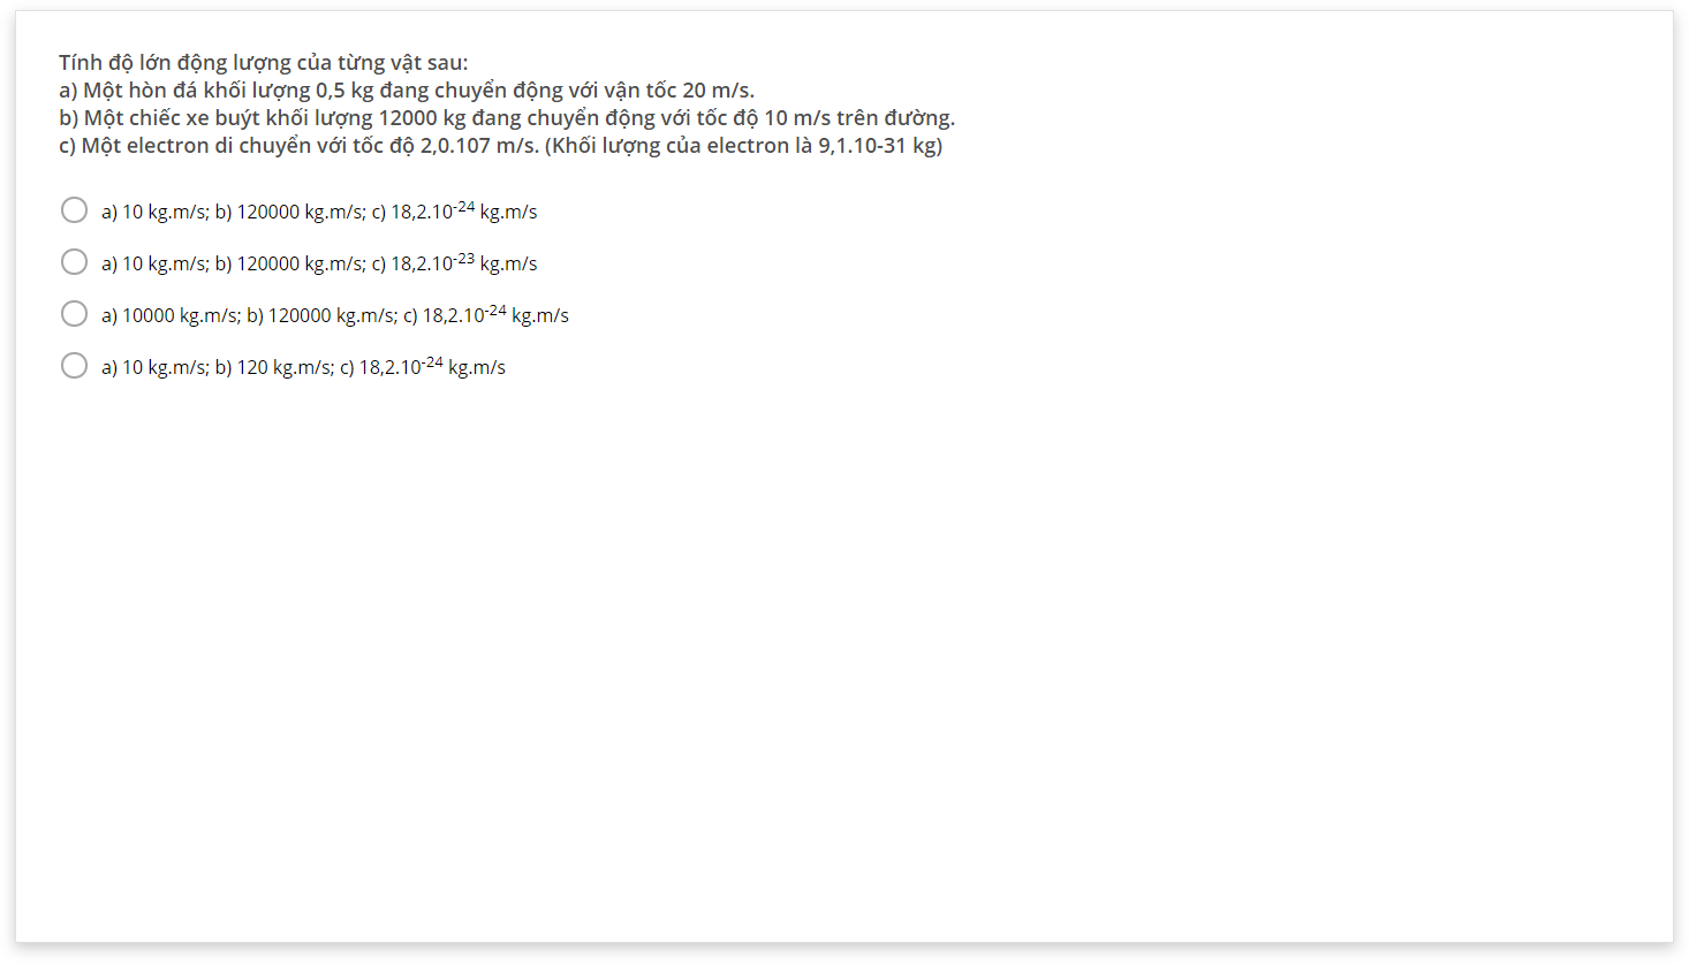 Tính độ lớn động lượng của từng vật sau:
a) Một hòn đá khối lượng 0,5 kg đang chuyển động với vận tốc 20 m/s.
b) Một chiếc xe buýt khối lượng 12000 kg đang chuyển động với tốc độ 10 m/s trên đường.
c) Một electron di chuyển với tốc độ 2,0.107 m/s. (Khối lượng của electron là 9,1.10-31 kg)
a) 10 kg.m/s; b) 120000 kg.m/s; c) 18,2.10⁻²⁴ kg.m/s
a) 10 kg.m/s; b) 120000 kg.m/s; c) 18,2.10⁻²³ kg.m/s
a) 10000 kg.m/s; b) 120000 kg.m/s; c) 18,2.10⁻²⁴ kg.m/s
a) 10 kg.m/s; b) 120 kg.m/s; c) 18,2.10⁻²⁴ kg.m/s